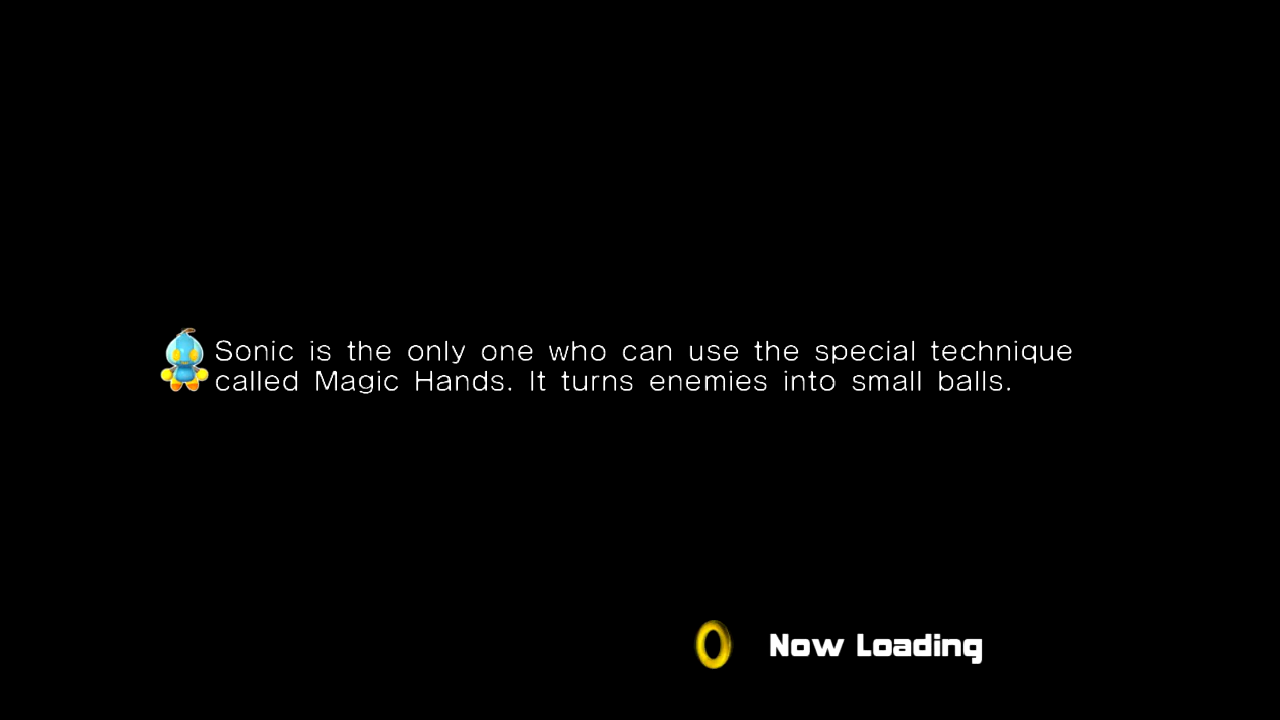 Sonic is the only one who can use the special technique
called Magic Hands. It turns enemies into small balls.
Now Loading